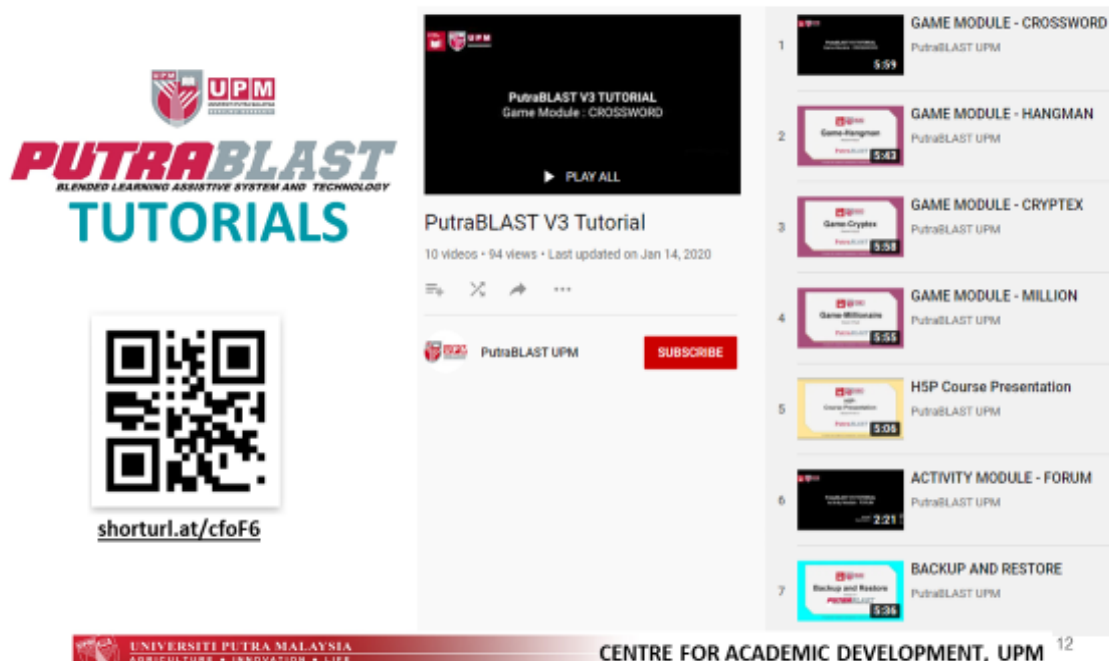 UPM
UNIVERSITI PUTRA MALAYSIA
PUTRABLAST
BLENDED LEARNING ASSISTIVE SYSTEM AND TECHNOLOGY
TUTORIALS
shorturl.at/cfoF6
UPM
PutraBLAST V3 TUTORIAL
Game Module : CROSSWORD
PLAY ALL
PutraBLAST V3 Tutorial
10 videos • 94 views • Last updated on Jan 14, 2020
PutraBLAST UPM
SUBSCRIBE
1
5:59
GAME MODULE - CROSSWORD
PutraBLAST UPM
2
Game-Hangman
5:43
GAME MODULE - HANGMAN
PutraBLAST UPM
3
Game-Cryptex
5:58
GAME MODULE - CRYPTEX
PutraBLAST UPM
4
Game-Millionaire
5:55
GAME MODULE - MILLION
PutraBLAST UPM
5
H5P
Course Presentation
5:06
H5P Course Presentation
PutraBLAST UPM
6
2:21
ACTIVITY MODULE - FORUM
PutraBLAST UPM
7
Backup and Restore
5:36
BACKUP AND RESTORE
PutraBLAST UPM
UNIVERSITI PUTRA MALAYSIA
AGRICULTURE • INNOVATION • LIFE
CENTRE FOR ACADEMIC DEVELOPMENT, UPM
12